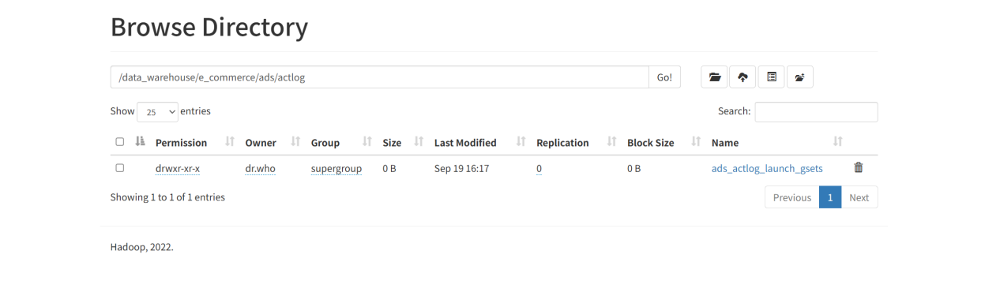 Browse Directory
/data_warehouse/e_commerce/ads/actlog Go!
Show 25 entries Search:
Permission Owner Group Size Last Modified Replication Block Size Name
drwxr-xr-x dr.who supergroup 0 B Sep 19 16:17 0 0 B ads_actlog_launch_gsets
Showing 1 to 1 of 1 entries Previous 1 Next
Hadoop, 2022.